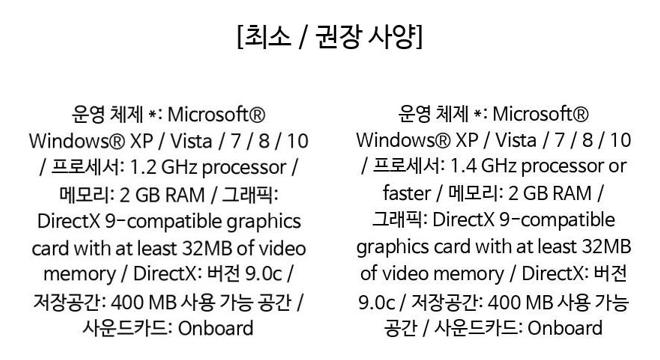 [최소 / 권장 사양]
운영 체제 *: Microsoft®
Windows® XP / Vista / 7 / 8 / 10
/ 프로세서: 1.2 GHz processor /
메모리: 2 GB RAM / 그래픽:
DirectX 9-compatible graphics
card with at least 32MB of video
memory / DirectX: 버전 9.0c /
저장공간: 400 MB 사용 가능 공간 /
사운드카드: Onboard
운영 체제 *: Microsoft®
Windows® XP / Vista / 7 / 8 / 10
/ 프로세서: 1.4 GHz processor or
faster / 메모리: 2 GB RAM /
그래픽: DirectX 9-compatible
graphics card with at least 32MB
of video memory / DirectX: 버전
9.0c / 저장공간: 400 MB 사용 가능
공간 / 사운드카드: Onboard